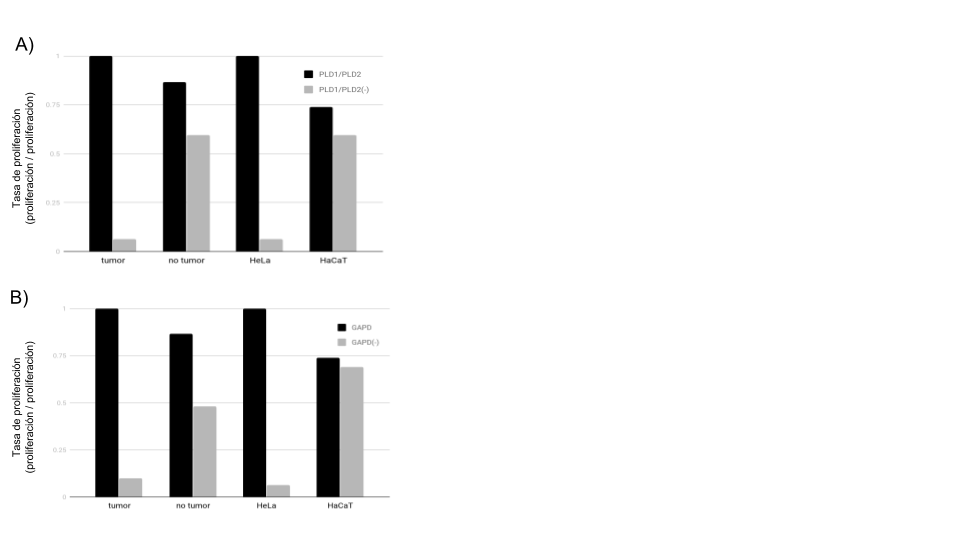 A)
Tasa de proliferación
(proliferación / proliferación)
1
0.75
0.5
0.25
0
PLD1/PLD2
PLD1/PLD2(-)
tumor
no tumor
HeLa
HaCaT
B)
Tasa de proliferación
(proliferación / proliferación)
1
0.75
0.5
0.25
0
GAPD
GAPD(-)
tumor
no tumor
HeLa
HaCaT